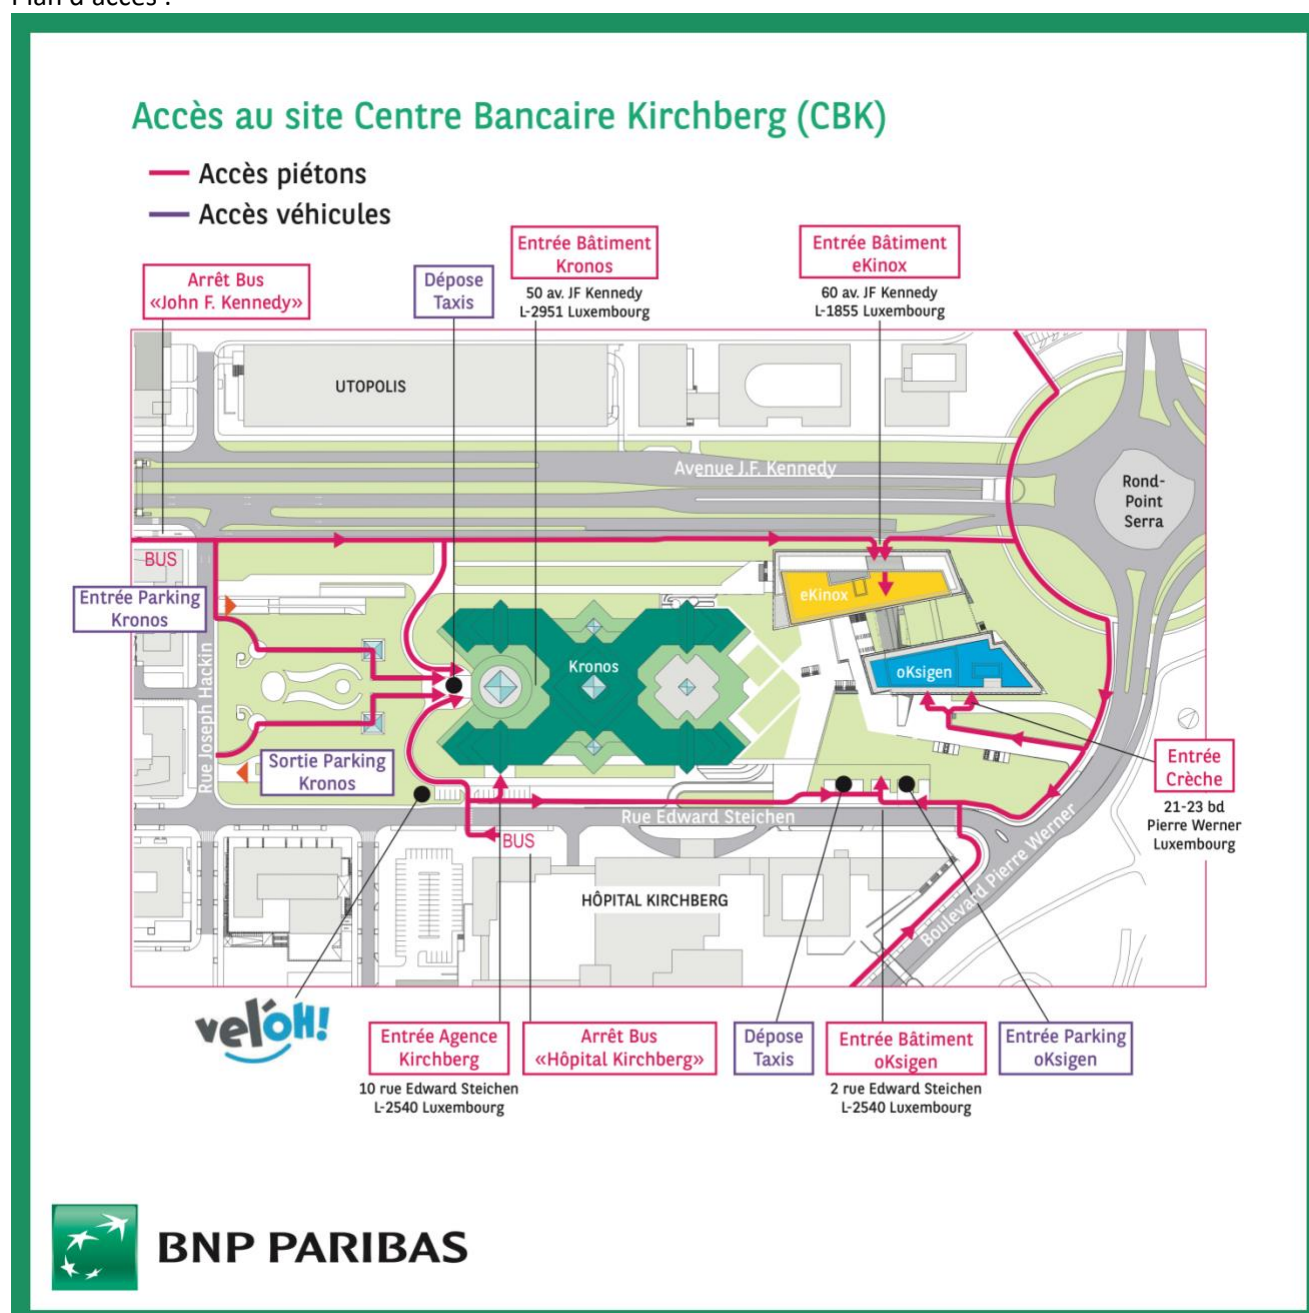 Plan d'accès :
Accès au site Centre Bancaire Kirchberg (CBK)
Accès piétons
Accès véhicules
Arrêt Bus
«John F. Kennedy»
Dépose
Taxis
Entrée Bâtiment
Kronos
50 av. JF Kennedy
L-2951 Luxembourg
Entrée Bâtiment
eKinox
60 av. JF Kennedy
L-1855 Luxembourg
UTOPOLIS
Avenue J.F. Kennedy
Rond-
Point
Serra
BUS
Entrée Parking
Kronos
Rue Joseph Hackin
Kronos
eKinox
oKsigen
Sortie Parking
Kronos
Entrée
Crèche
21-23 bd
Pierre Werner
Luxembourg
Rue Edward Steichen
BUS
HÔPITAL KIRCHBERG
Boulevard Pierre Werner
vel'oH!
Entrée Agence
Kirchberg
10 rue Edward Steichen
L-2540 Luxembourg
Arrêt Bus
«Hôpital Kirchberg»
Dépose
Taxis
Entrée Bâtiment
oKsigen
2 rue Edward Steichen
L-2540 Luxembourg
Entrée Parking
oKsigen
BNP PARIBAS